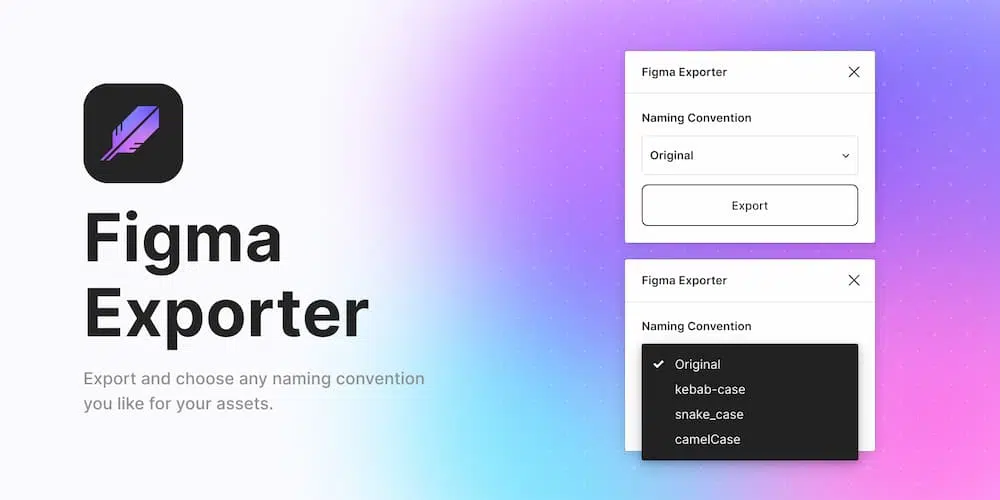 Figma
Exporter
Export and choose any naming convention
you like for your assets.
Figma Exporter
Naming Convention
Original
Export
Figma Exporter
Naming Convention
Original
kebab-case
snake_case
camelCase